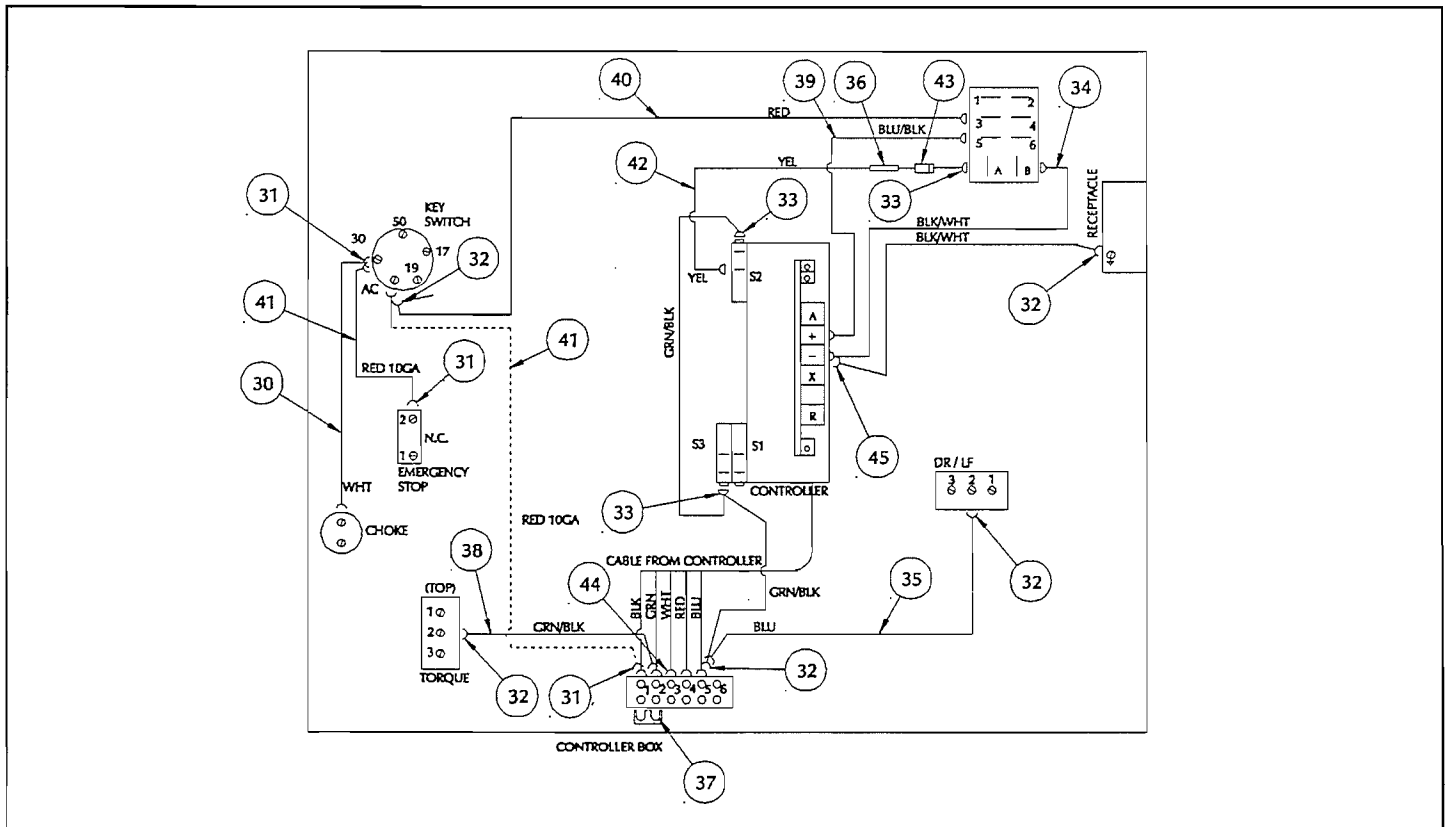 40
39
36
43
34
RED
1
2
3
4
BLU/BLK
5
6
YEL
A
B
42
33
33
RECEPTACLE
31
KEY
SWITCH
50
30
17
19
32
AC
BLK/WHT
BLK/WHT
YEL
S2
32
41
GRN/BLK
A
+
−
X
R
41
RED 10GA
31
30
2
N.C.
1
EMERGENCY
STOP
S3
S1
45
DR / LF
3 2 1
WHT
CONTROLLER
33
CHOKE
RED 10GA
38
CABLE FROM CONTROLLER
44
35
32
(TOP)
BLK
GRN
WHT
RED
BLU
GRN/BLK
1
2
3
GRN/BLK
BLU
TORQUE
32
31
32
1 2 3 4 5 6
CONTROLLER BOX
37